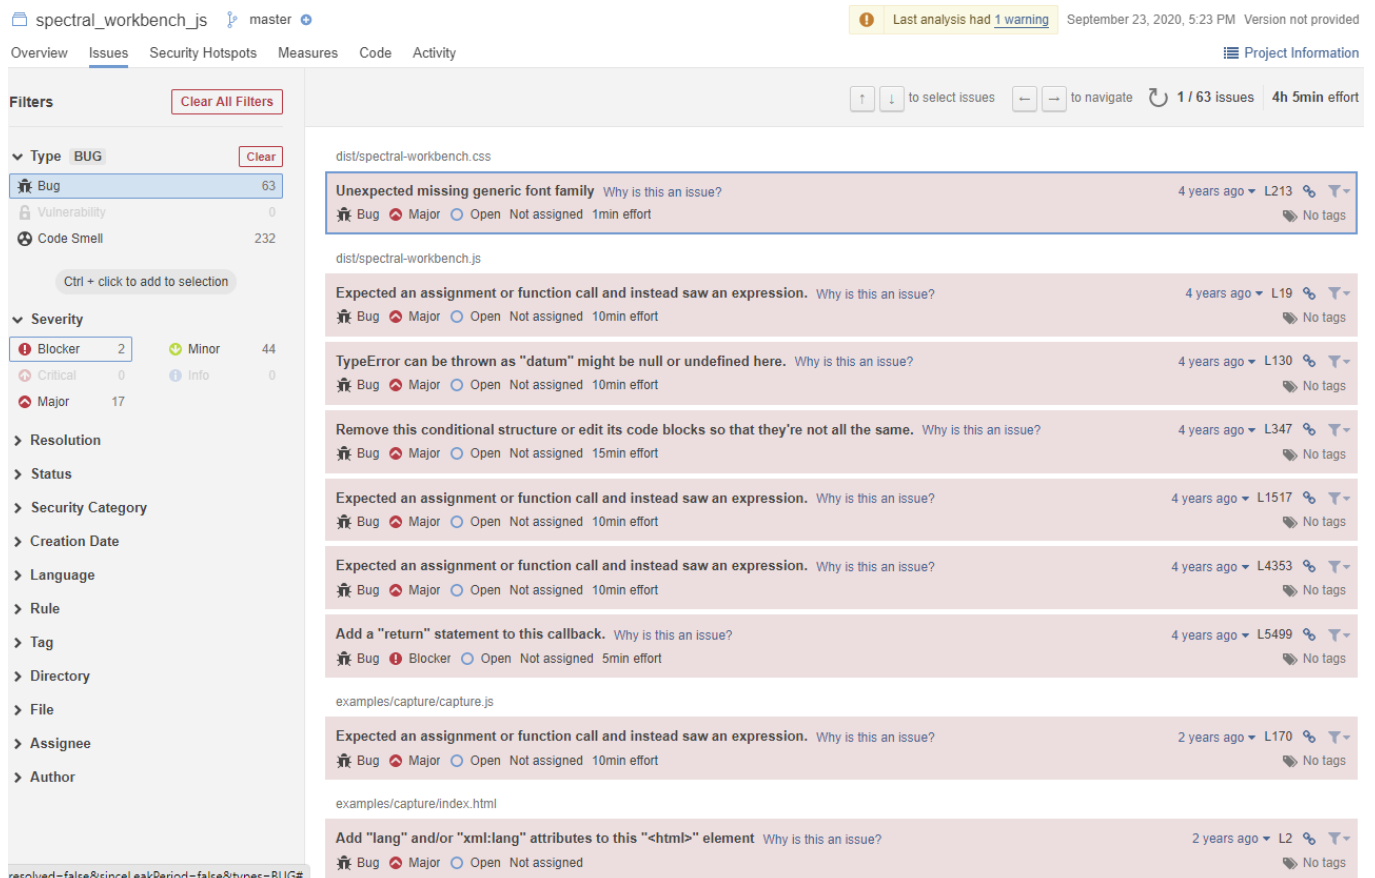 spectral_workbench_js master
Last analysis had 1 warning September 23, 2020, 5:23 PM Version not provided
Overview Issues Security Hotspots Measures Code Activity
Project Information
Filters Clear All Filters
↑ ↓ to select issues ← → to navigate 1 / 63 issues 4h 5min effort
Type BUG Clear
Bug 63
Vulnerability 0
Code Smell 232
Ctrl + click to add to selection
Severity
Blocker 2 Minor 44
Critical 0 Info 0
Major 17
Resolution
Status
Security Category
Creation Date
Language
Rule
Tag
Directory
File
Assignee
Author
resolved=false&sinceLeakPeriod=false&types=BUG#
dist/spectral-workbench.css
Unexpected missing generic font family Why is this an issue? 4 years ago L213
Bug Major Open Not assigned 1min effort No tags
dist/spectral-workbench.js
Expected an assignment or function call and instead saw an expression. Why is this an issue? 4 years ago L19
Bug Major Open Not assigned 10min effort No tags
TypeError can be thrown as "datum" might be null or undefined here. Why is this an issue? 4 years ago L130
Bug Major Open Not assigned 10min effort No tags
Remove this conditional structure or edit its code blocks so that they're not all the same. Why is this an issue? 4 years ago L347
Bug Major Open Not assigned 15min effort No tags
Expected an assignment or function call and instead saw an expression. Why is this an issue? 4 years ago L1517
Bug Major Open Not assigned 10min effort No tags
Expected an assignment or function call and instead saw an expression. Why is this an issue? 4 years ago L4353
Bug Major Open Not assigned 10min effort No tags
Add a "return" statement to this callback. Why is this an issue? 4 years ago L5499
Bug Blocker Open Not assigned 5min effort No tags
examples/capture/capture.js
Expected an assignment or function call and instead saw an expression. Why is this an issue? 2 years ago L170
Bug Major Open Not assigned 10min effort No tags
examples/capture/index.html
Add "lang" and/or "xml:lang" attributes to this "<html>" element Why is this an issue? 2 years ago L2
Bug Major Open Not assigned No tags